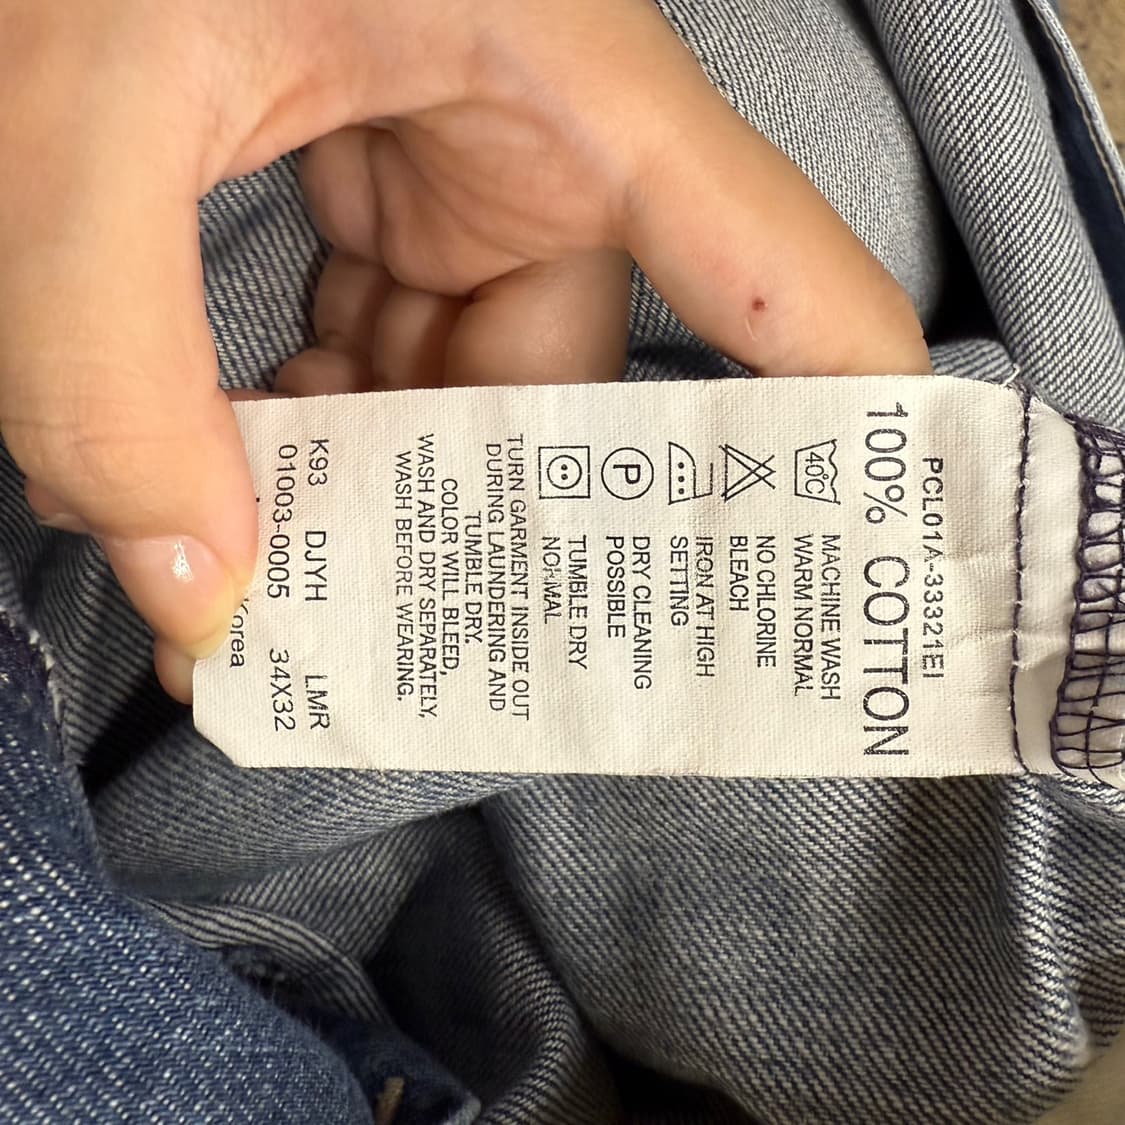 PCL01A-33321EI
100% COTTON
40°C
MACHINE WASH
WARM NORMAL
NO CHLORINE
BLEACH
IRON AT HIGH
SETTING
P
DRY CLEANING
POSSIBLE
TUMBLE DRY
NORMAL
TURN GARMENT INSIDE OUT
DURING LAUNDERING AND
TUMBLE DRY.
COLOR WILL BLEED,
WASH AND DRY SEPARATELY,
WASH BEFORE WEARING.
K93 DJYH LMR
01003-0005 34X32
Korea